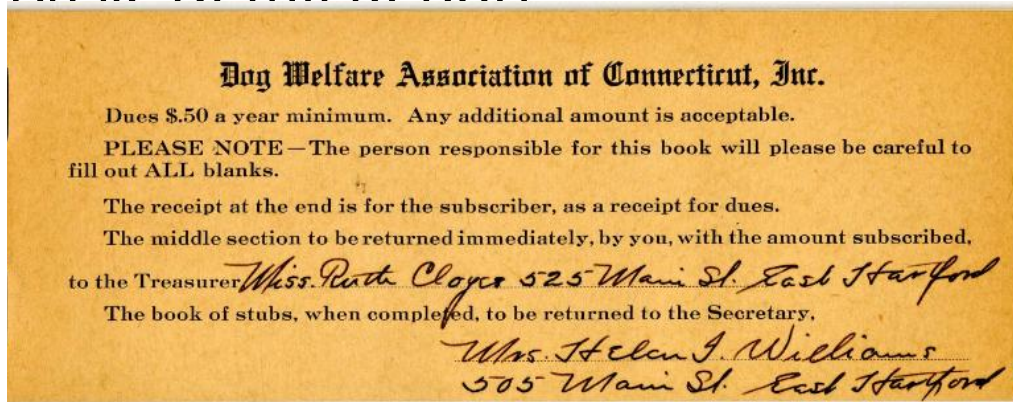 Dog Welfare Association of Connecticut, Inc.
Dues $.50 a year minimum. Any additional amount is acceptable.
PLEASE NOTE—The person responsible for this book will please be careful to
fill out ALL blanks.
The receipt at the end is for the subscriber, as a receipt for dues.
The middle section to be returned immediately, by you, with the amount subscribed,
to the Treasurer Miss. Ruth 525 Main St. East Hartford
The book of stubs, when completed, to be returned to the Secretary,
Mrs. Helen J. Williams
505 Main St. East Hartford